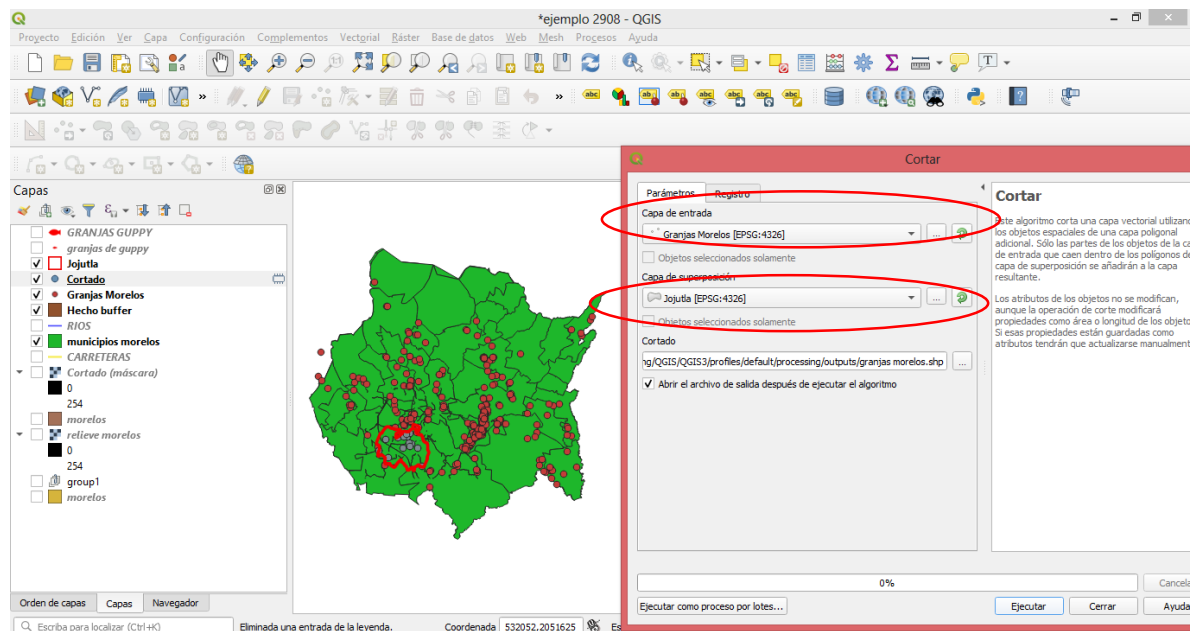 *ejemplo 2908 - QGIS
Proyecto Edición Ver Capa Configuración Complementos Vectorial Ráster Base de datos Web Mesh Procesos Ayuda
Capas
GRANJAS GUPPY
granjas de guppy
Jojutla
Cortado
Granjas Morelos
Hecho buffer
RIOS
municipios morelos
CARRETERAS
Cortado (máscara)
0
254
morelos
relieve morelos
0
254
group1
morelos
Orden de capas Capas Navegador
Escriba para localizar (Ctrl+K) Eliminada una entrada de la leyenda. Coordenada 532052,2051625 Es
Cortar
Parámetros Registro
Capa de entrada
Granjas Morelos [EPSG:4326]
...
Objetos seleccionados solamente
Capa de superposición
Jojutla [EPSG:4326]
...
Objetos seleccionados solamente
Cortado
ng/QGIS/QGIS3/profiles/default/processing/outputs/granjas morelos.shp
...
Abrir el archivo de salida después de ejecutar el algoritmo
Cortar
Este algoritmo corta una capa vectorial utilizand
los objetos espaciales de una capa poligonal
adicional. Sólo las partes de los objetos de la ca
de entrada que caen dentro de los polígonos de
capa de superposición se añadirán a la capa
resultante.
Los atributos de los objetos no se modifican,
aunque la operación de corte modificará
propiedades como área o longitud de los objeto
Si esas propiedades están guardadas como
atributos tendrán que actualizarse manualment
0%
Cancela
Ejecutar como proceso por lotes...
Ejecutar Cerrar Ayuda